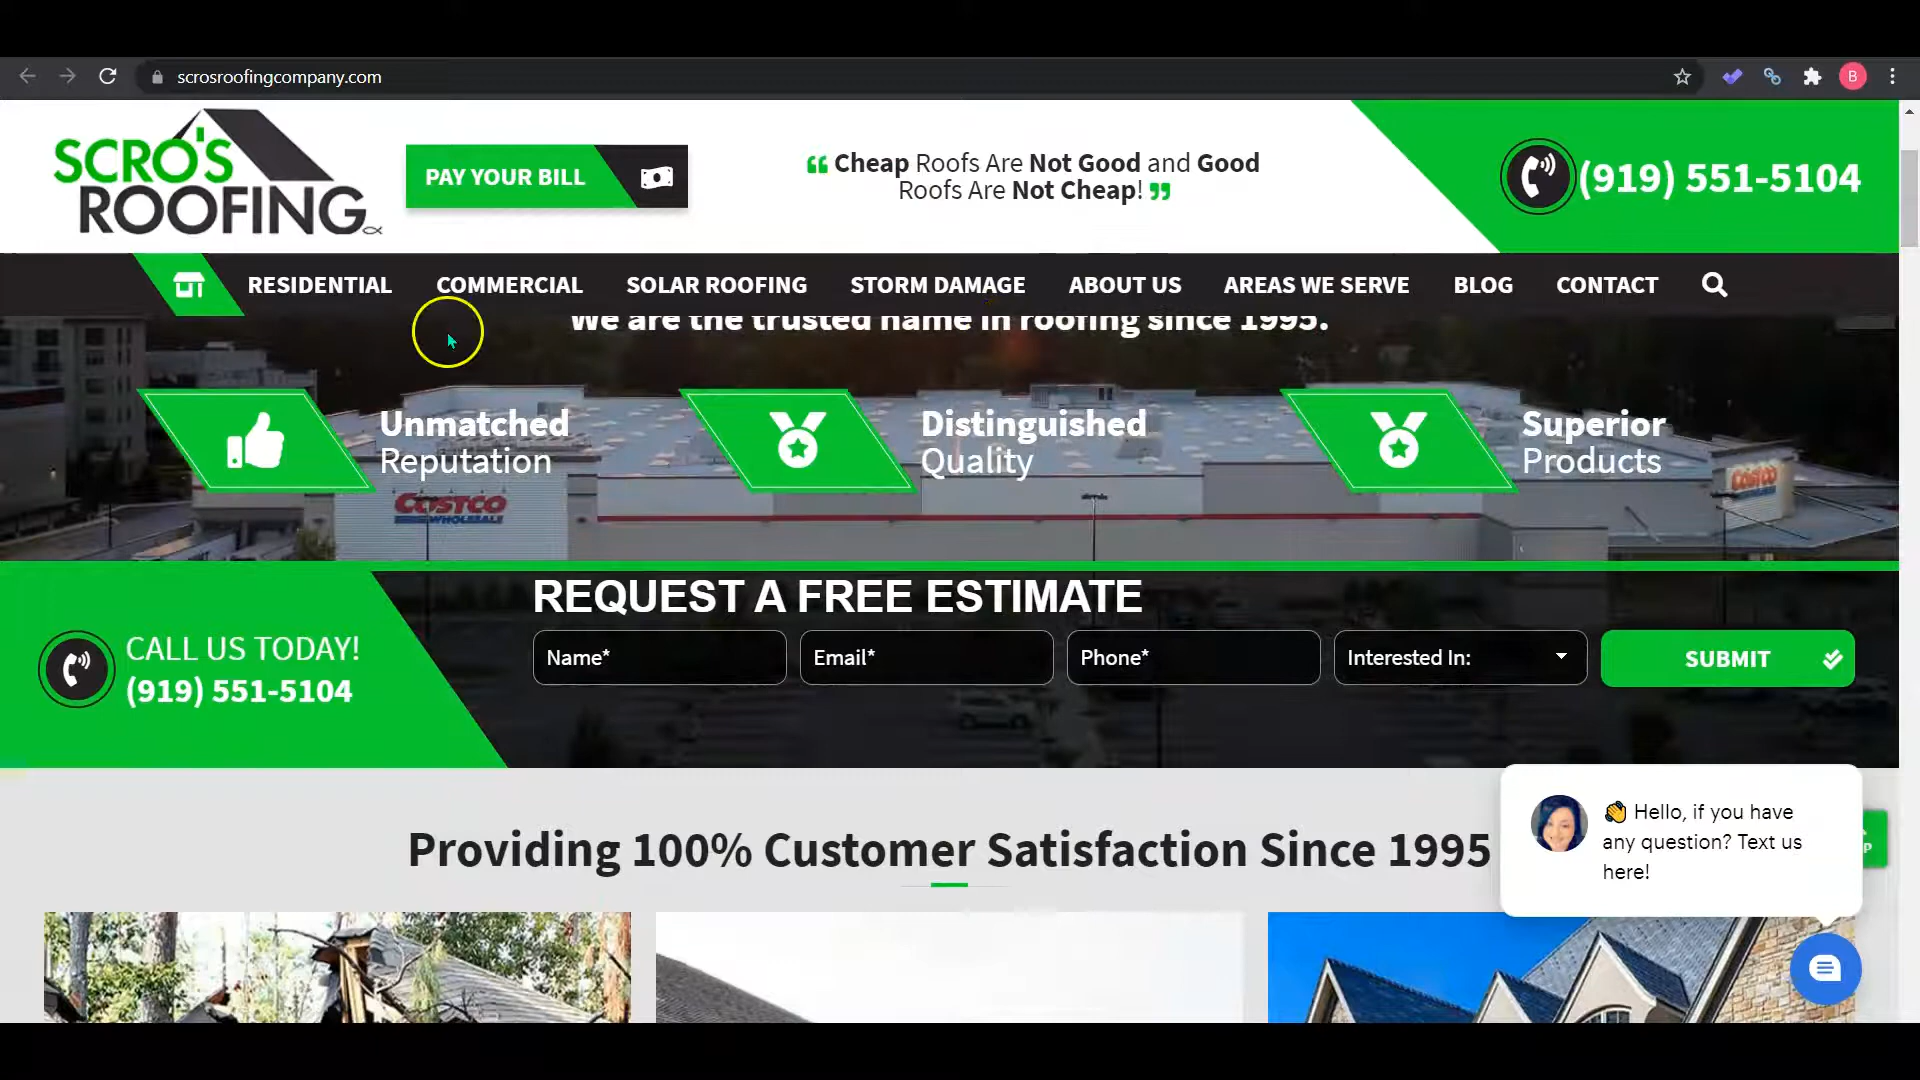 scrosroofingcompany.com
B
SCRO'S
ROOFING
PAY YOUR BILL
Cheap Roofs Are Not Good and Good
Roofs Are Not Cheap!
(919) 551-5104
RESIDENTIAL COMMERCIAL SOLAR ROOFING STORM DAMAGE ABOUT US AREAS WE SERVE BLOG CONTACT
We are the trusted name in roofing since 1995.
Unmatched
Reputation
Distinguished
Quality
Superior
Products
COSTCO
WHOLESALE
COSTCO
REQUEST A FREE ESTIMATE
CALL US TODAY!
(919) 551-5104
Name* Email* Phone* Interested In: SUBMIT
Providing 100% Customer Satisfaction Since 1995
👋 Hello, if you have
any question? Text us
here!